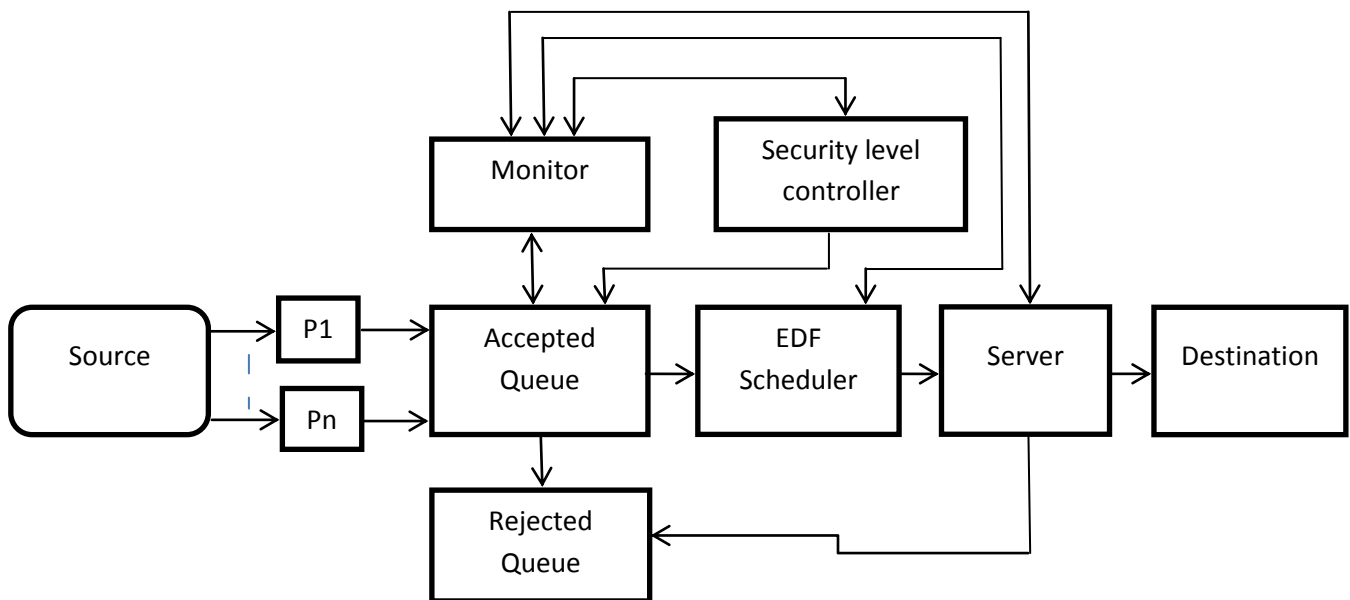 Monitor
Security level
controller
Source
P1
Pn
Accepted
Queue
EDF
Scheduler
Server
Destination
Rejected
Queue